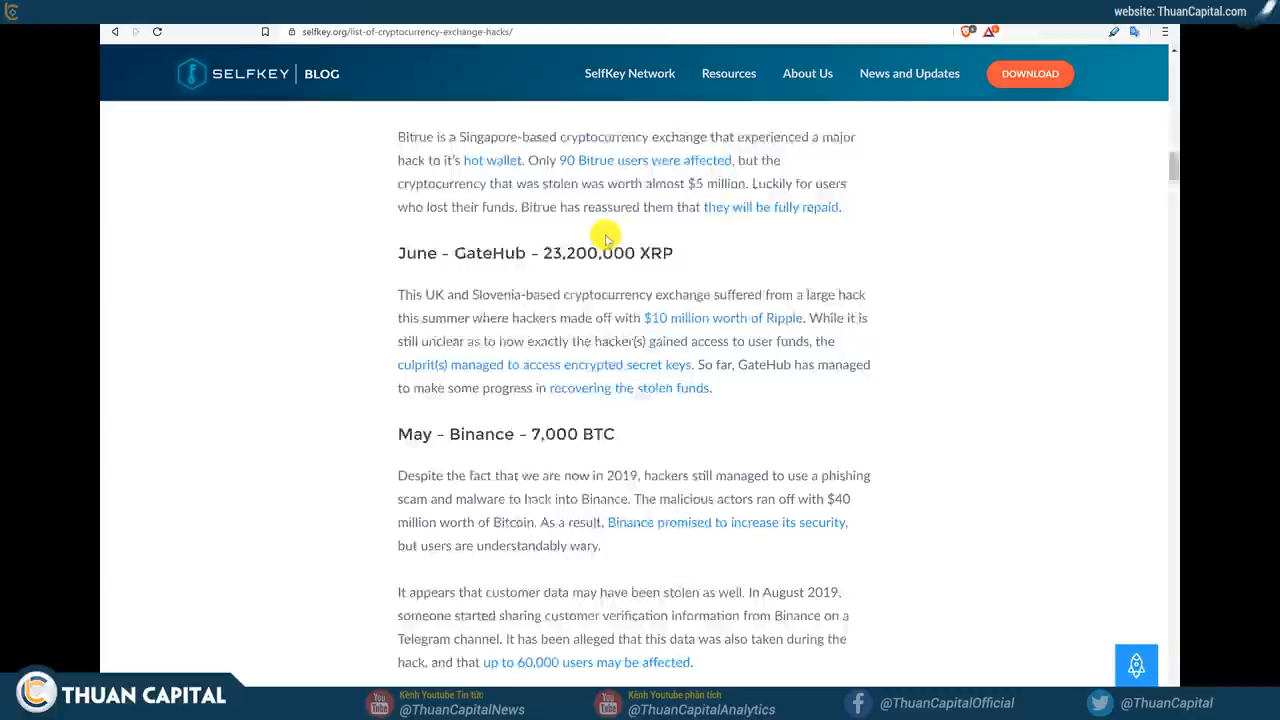 website: ThuanCapital.com
selfkey.org/list-of-cryptocurrency-exchange-hacks/
SELFKEY | BLOG
SelfKey Network
Resources
About Us
News and Updates
DOWNLOAD
Bitrue is a Singapore-based cryptocurrency exchange that experienced a major
hack to it's hot wallet. Only 90 Bitrue users were affected, but the
cryptocurrency that was stolen was worth almost $5 million. Luckily for users
who lost their funds. Bitrue has reassured them that they will be fully repaid.
June - GateHub - 23,200,000 XRP
This UK and Slovenia-based cryptocurrency exchange suffered from a large hack
this summer where hackers made off with $10 million worth of Ripple. While it is
still unclear as to how exactly the hacker(s) gained access to user funds, the
culprit(s) managed to access encrypted secret keys. So far, GateHub has managed
to make some progress in recovering the stolen funds.
May - Binance - 7,000 BTC
Despite the fact that we are now in 2019, hackers still managed to use a phishing
scam and malware to hack into Binance. The malicious actors ran off with $40
million worth of Bitcoin. As a result, Binance promised to increase its security,
but users are understandably wary.
It appears that customer data may have been stolen as well. In August 2019,
someone started sharing customer verification information from Binance on a
Telegram channel. It has been alleged that this data was also taken during the
hack, and that up to 60,000 users may be affected.
THUAN CAPITAL
You Tube
Kênh Youtube Tin tức:
@ThuanCapitalNews
You Tube
Kênh Youtube phân tích
@ThuanCapitalAnalytics
@ThuanCapitalOfficial
@ThuanCapital